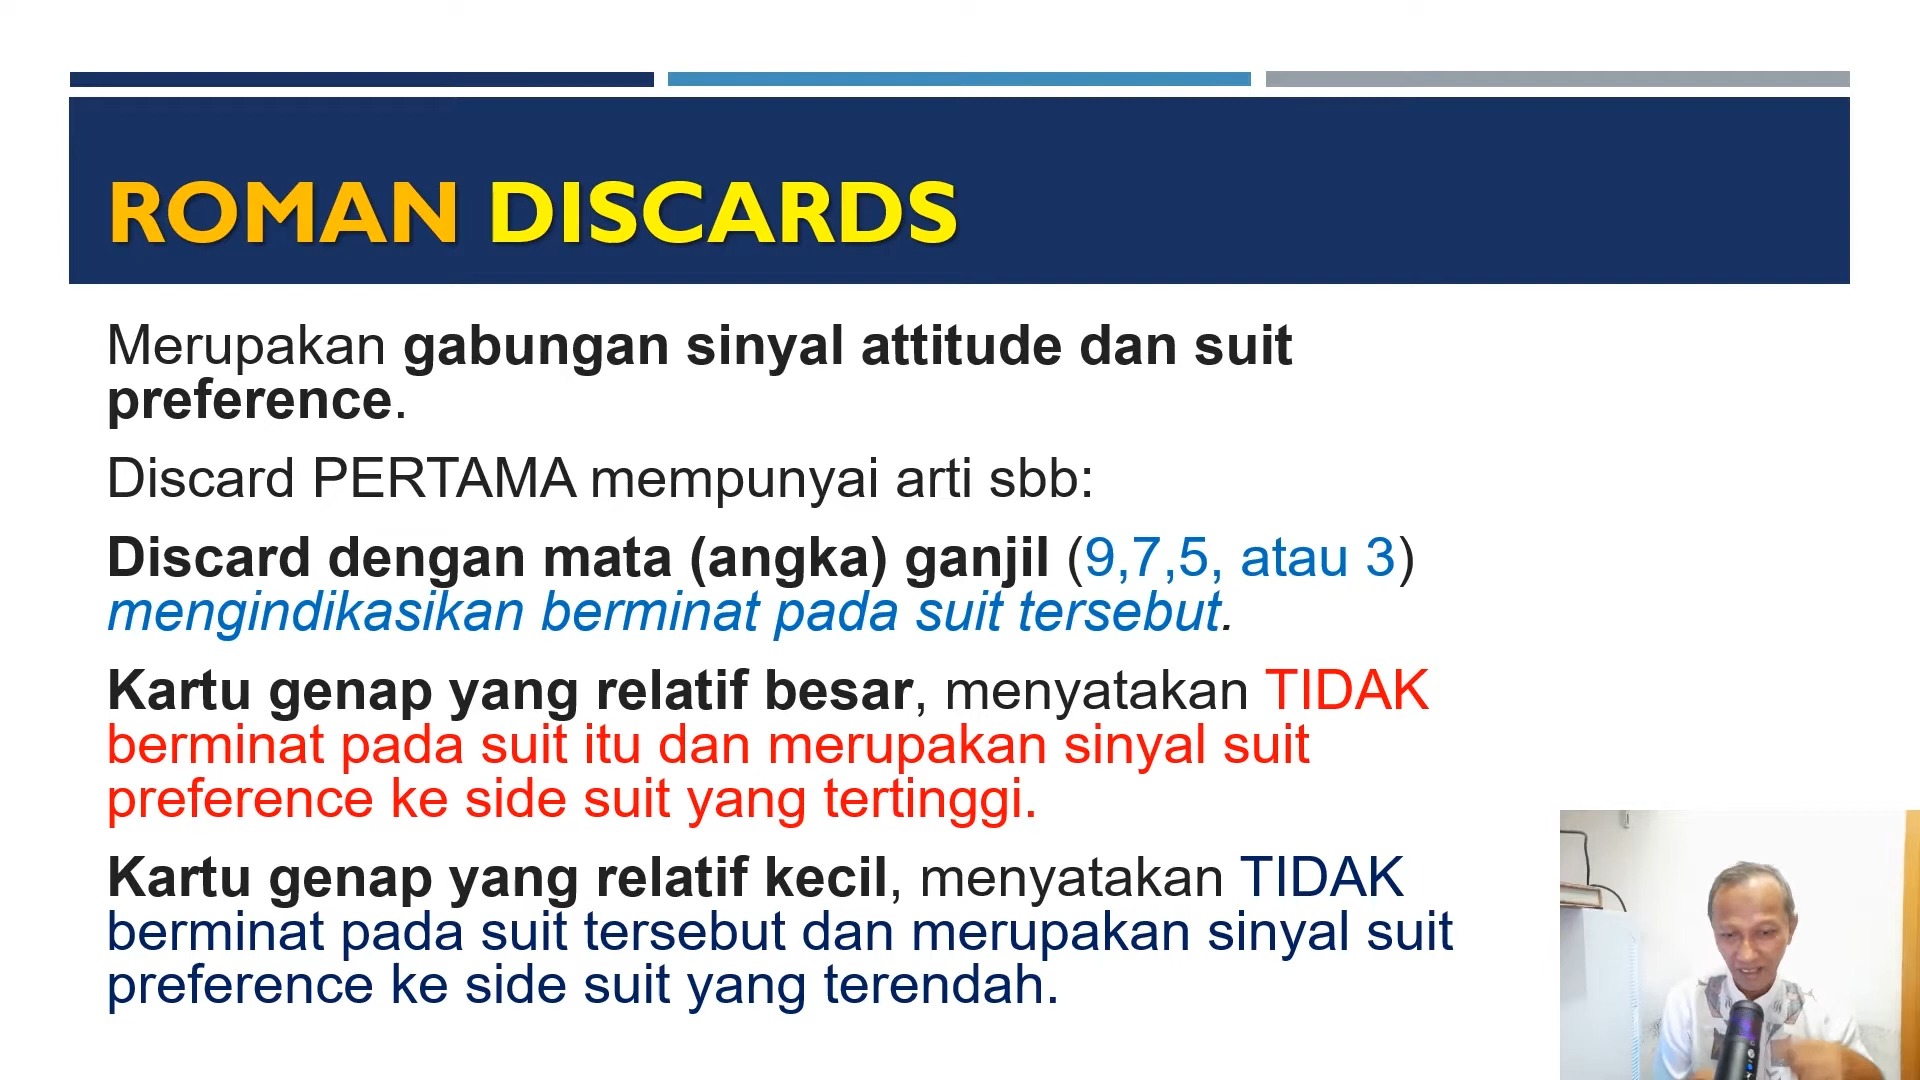 ROMAN DISCARDS
Merupakan gabungan sinyal attitude dan suit
preference.
Discard PERTAMA mempunyai arti sbb:
Discard dengan mata (angka) ganjil (9,7,5, atau 3)
mengindikasikan berminat pada suit tersebut.
Kartu genap yang relatif besar, menyatakan TIDAK
berminat pada suit itu dan merupakan sinyal suit
preference ke side suit yang tertinggi.
Kartu genap yang relatif kecil, menyatakan TIDAK
berminat pada suit tersebut dan merupakan sinyal suit
preference ke side suit yang terendah.